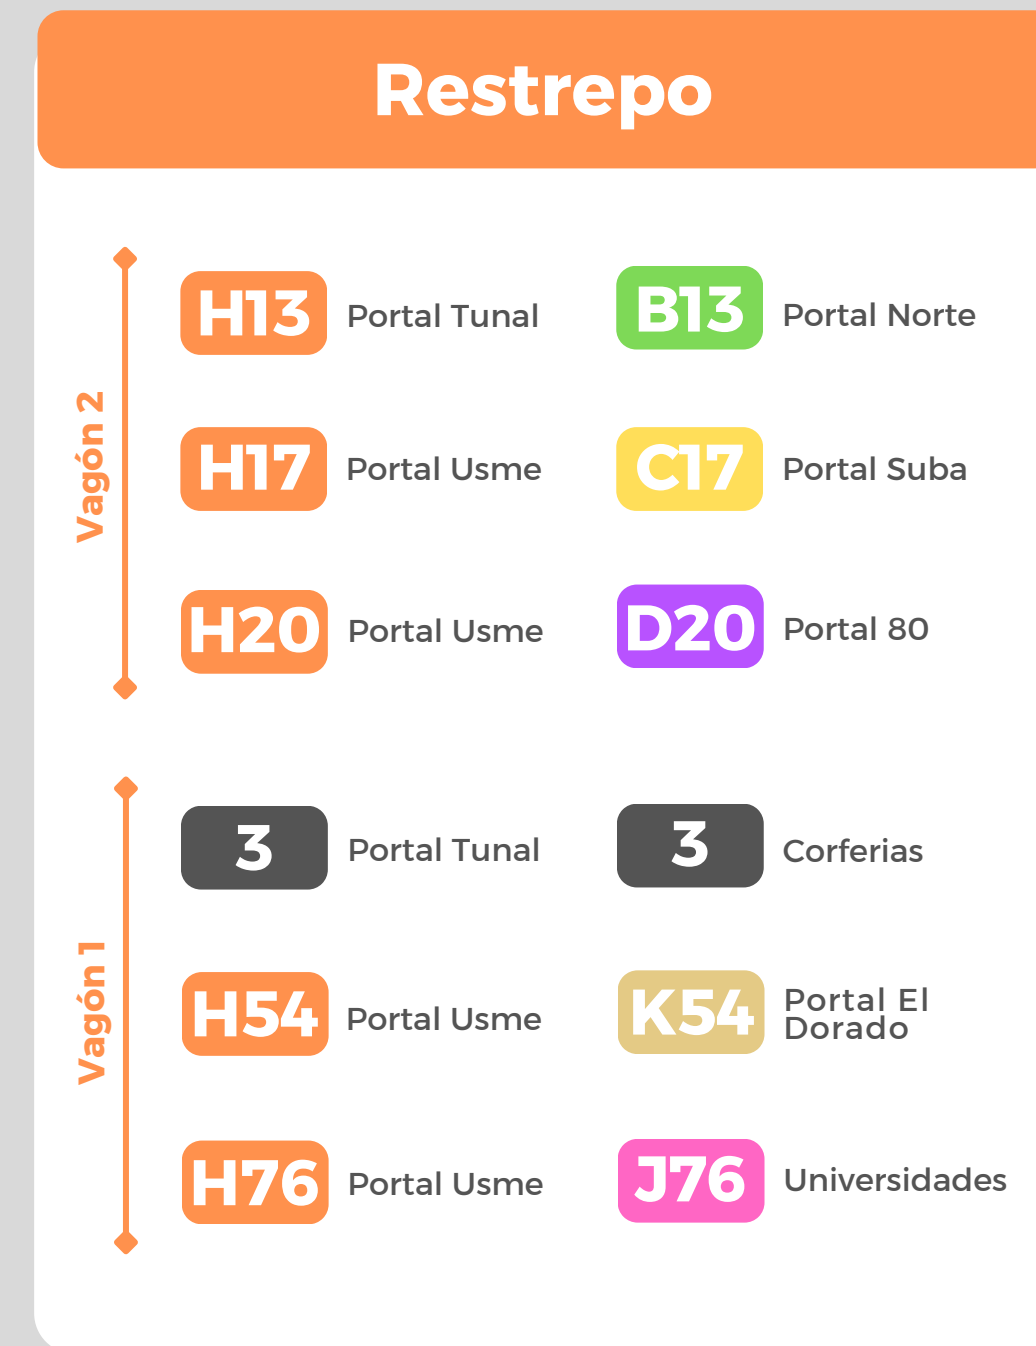 Restrepo
Vagón 2
H13 Portal Tunal B13 Portal Norte
H17 Portal Usme C17 Portal Suba
H20 Portal Usme D20 Portal 80
Vagón 1
3 Portal Tunal 3 Corferias
H54 Portal Usme K54 Portal El
Dorado
H76 Portal Usme J76 Universidades